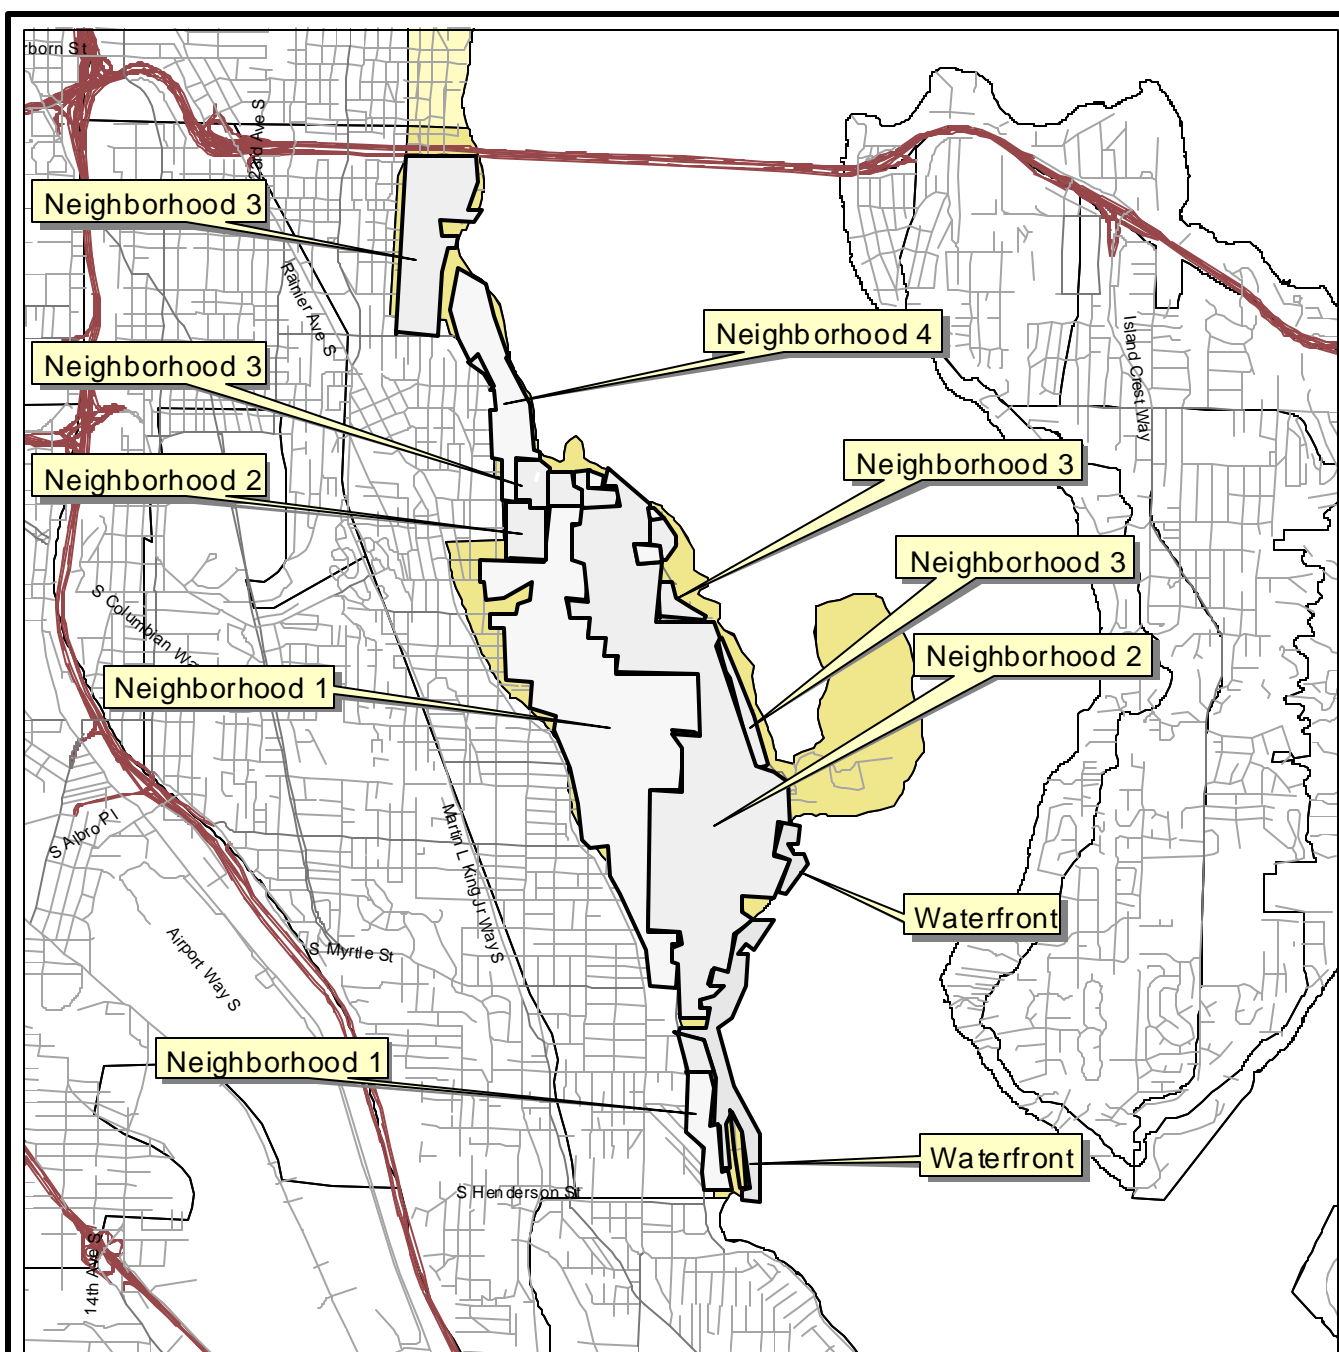 rborn St
23rd Ave S
Neighborhood 3
Rainier Ave S
Neighborhood 4
Island Crest Way
Neighborhood 3
Neighborhood 3
Neighborhood 2
Neighborhood 3
S Columbian Wa
Neighborhood 2
Neighborhood 1
S Albro Pl
Martin L King Jr Way S
Waterfront
Airport Way S
S Myrtle St
Neighborhood 1
Waterfront
S Henderson St
14th Ave S